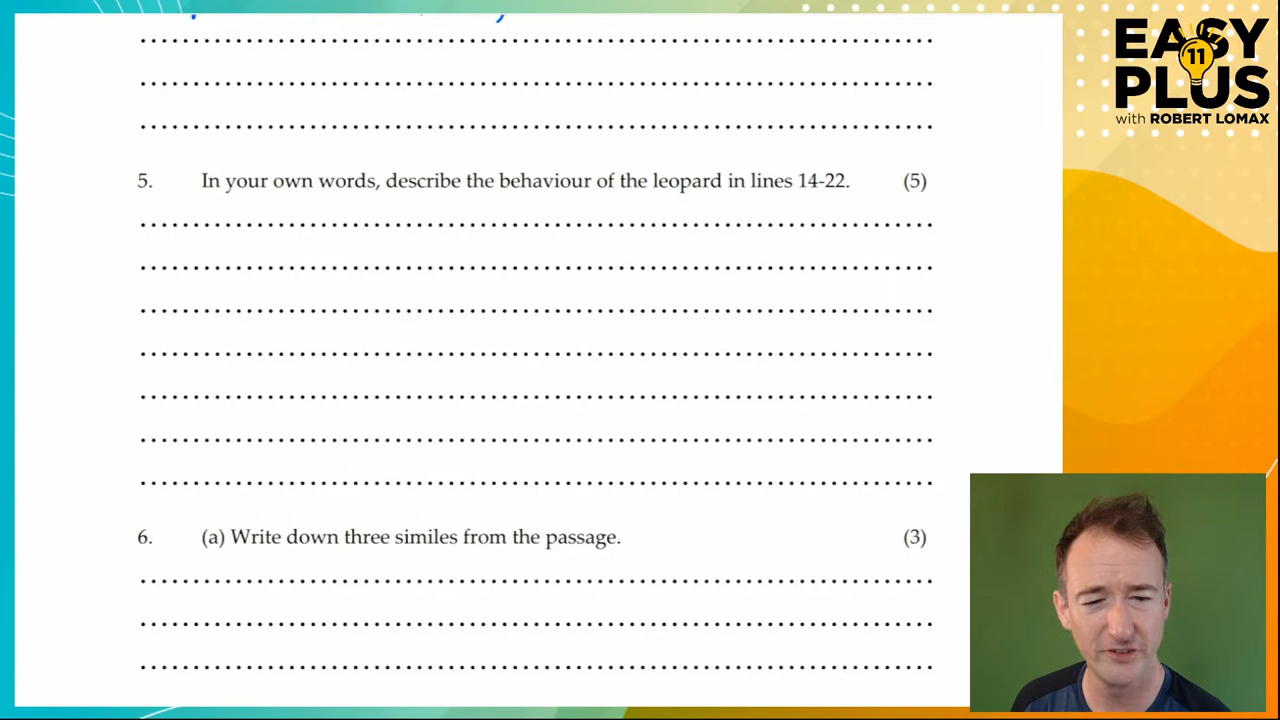 EASY
11
PLUS
with ROBERT LOMAX
5. In your own words, describe the behaviour of the leopard in lines 14-22. (5)
6. (a) Write down three similes from the passage. (3)